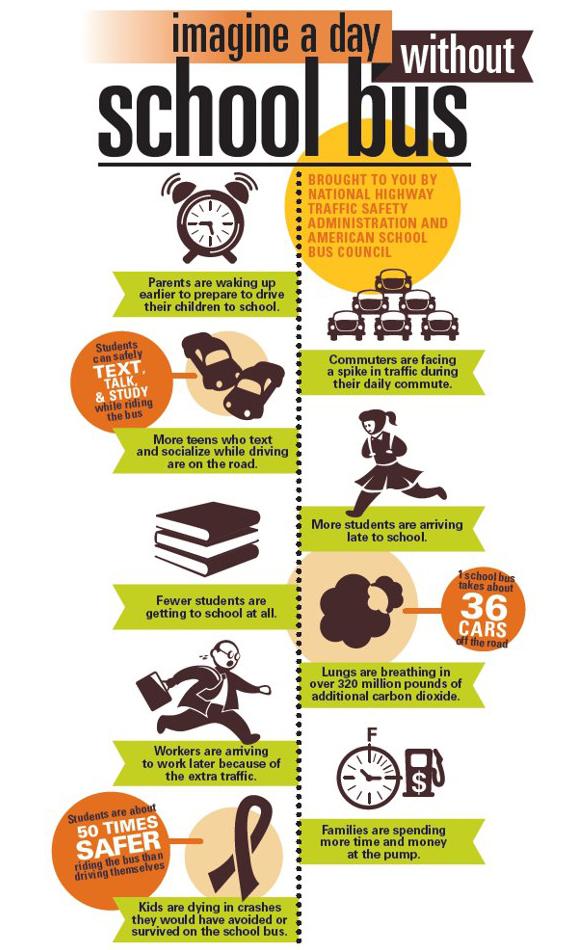 imagine a day
without
school bus
BROUGHT TO YOU BY
NATIONAL HIGHWAY
TRAFFIC SAFETY
ADMINISTRATION AND
AMERICAN SCHOOL
BUS COUNCIL
Parents are waking up
earlier to prepare to drive
their children to school.
Commuters are facing
a spike in traffic during
their daily commute.
Students
can safely
TEXT,
TALK,
& STUDY
while riding
the bus
More teens who text
and socialize while driving
are on the road.
More students are arriving
late to school.
Fewer students are
getting to school at all.
1 school bus
takes about
36
CARS
off the road
Lungs are breathing in
over 320 million pounds of
additional carbon dioxide.
Workers are arriving
to work later because of
the extra traffic.
F
$
Families are spending
more time and money
at the pump.
Students are about
50 TIMES
SAFER
riding the bus than
driving themselves
Kids are dying in crashes
they would have avoided or
survived on the school bus.